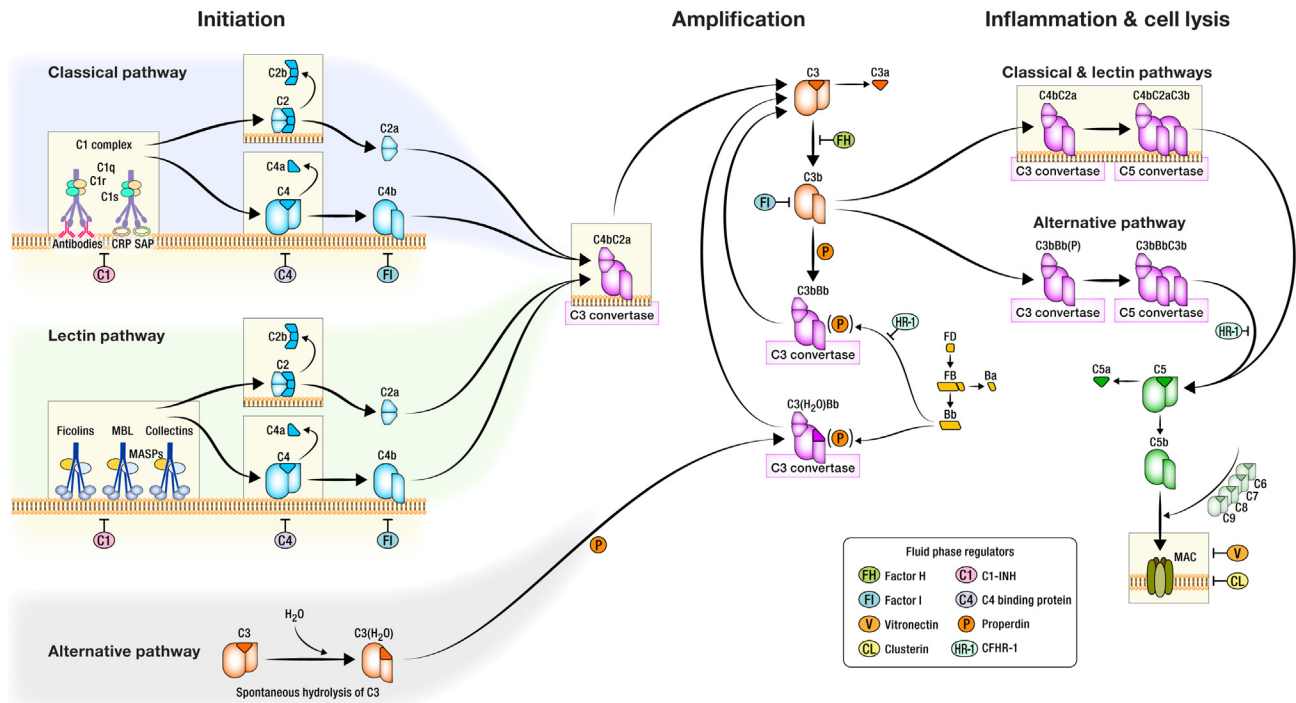 Initiation
Amplification
Inflammation & cell lysis
Classical pathway
C2b
C2
C2a
C1 complex
C1q
C1r
C1s
Antibodies
CRP
SAP
C4a
C4
C4b
C1
C4
FI
Lectin pathway
C2b
C2
C2a
Ficolins
MBL
Collectins
MASPs
C4a
C4
C4b
C1
C4
FI
Alternative pathway
C3
H2O
C3(H2O)
Spontaneous hydrolysis of C3
P
C4bC2a
C3 convertase
C3
C3a
FH
C3b
FI
P
C3bBb
(P)
C3 convertase
HR-1
FD
FB
Ba
Bb
C3(H2O)Bb
(P)
C3 convertase
Classical & lectin pathways
C4bC2a
C4bC2aC3b
C3 convertase
C5 convertase
Alternative pathway
C3bBb(P)
C3bBbC3b
C3 convertase
C5 convertase
HR-1
C5a
C5
C5b
C6
C7
C8
C9
MAC
V
CL
Fluid phase regulators
FH Factor H
C1 C1-INH
FI Factor I
C4 C4 binding protein
V Vitronectin
P Properdin
CL Clusterin
HR-1 CFHR-1